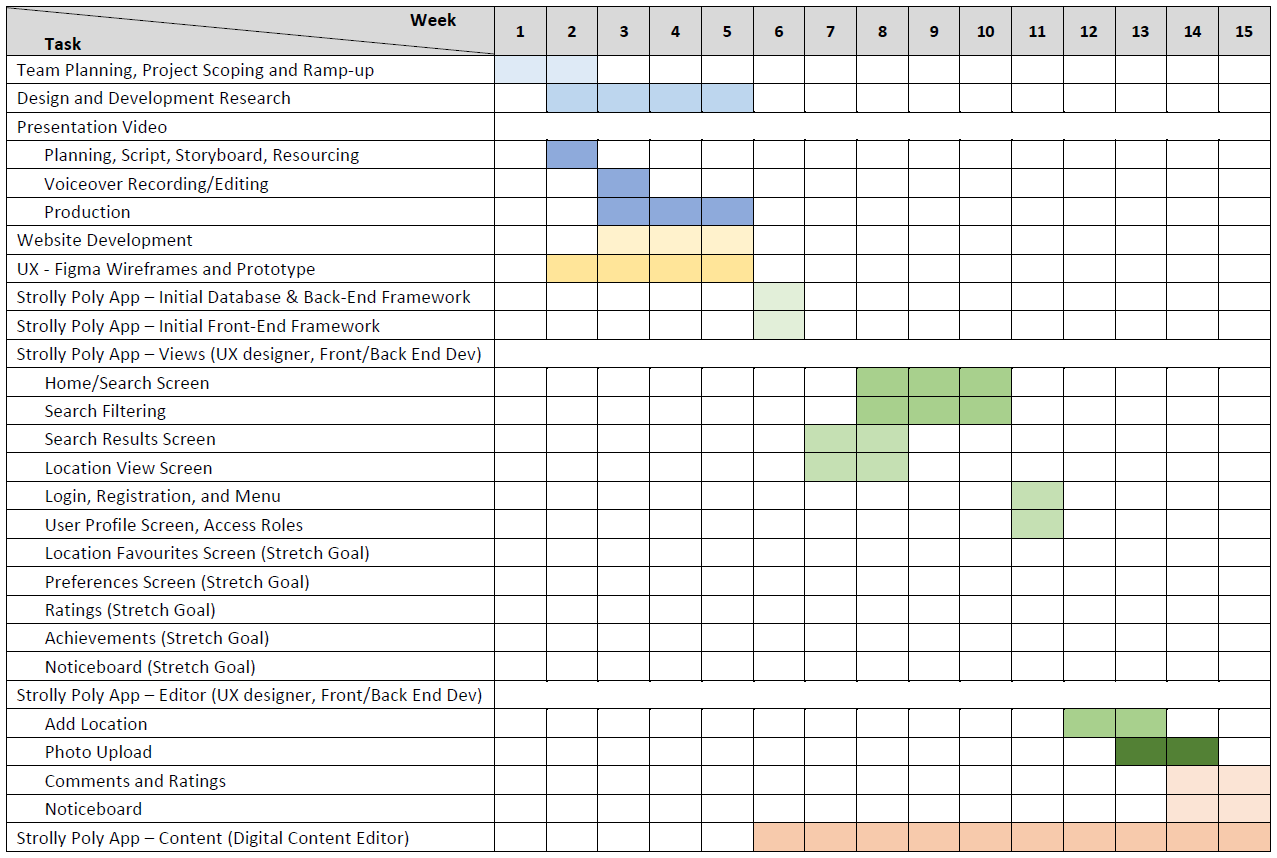 Week
Task
1 2 3 4 5 6 7 8 9 10 11 12 13 14 15
Team Planning, Project Scoping and Ramp-up
Design and Development Research
Presentation Video
Planning, Script, Storyboard, Resourcing
Voiceover Recording/Editing
Production
Website Development
UX - Figma Wireframes and Prototype
Strolly Poly App – Initial Database & Back-End Framework
Strolly Poly App – Initial Front-End Framework
Strolly Poly App – Views (UX designer, Front/Back End Dev)
Home/Search Screen
Search Filtering
Search Results Screen
Location View Screen
Login, Registration, and Menu
User Profile Screen, Access Roles
Location Favourites Screen (Stretch Goal)
Preferences Screen (Stretch Goal)
Ratings (Stretch Goal)
Achievements (Stretch Goal)
Noticeboard (Stretch Goal)
Strolly Poly App – Editor (UX designer, Front/Back End Dev)
Add Location
Photo Upload
Comments and Ratings
Noticeboard
Strolly Poly App – Content (Digital Content Editor)